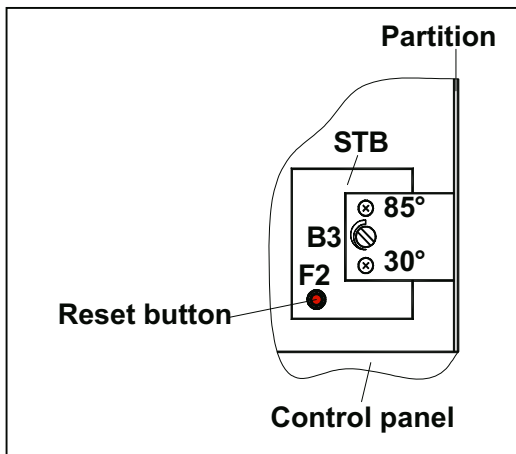 Partition
STB
85°
B3
30°
F2
Reset button
Control panel